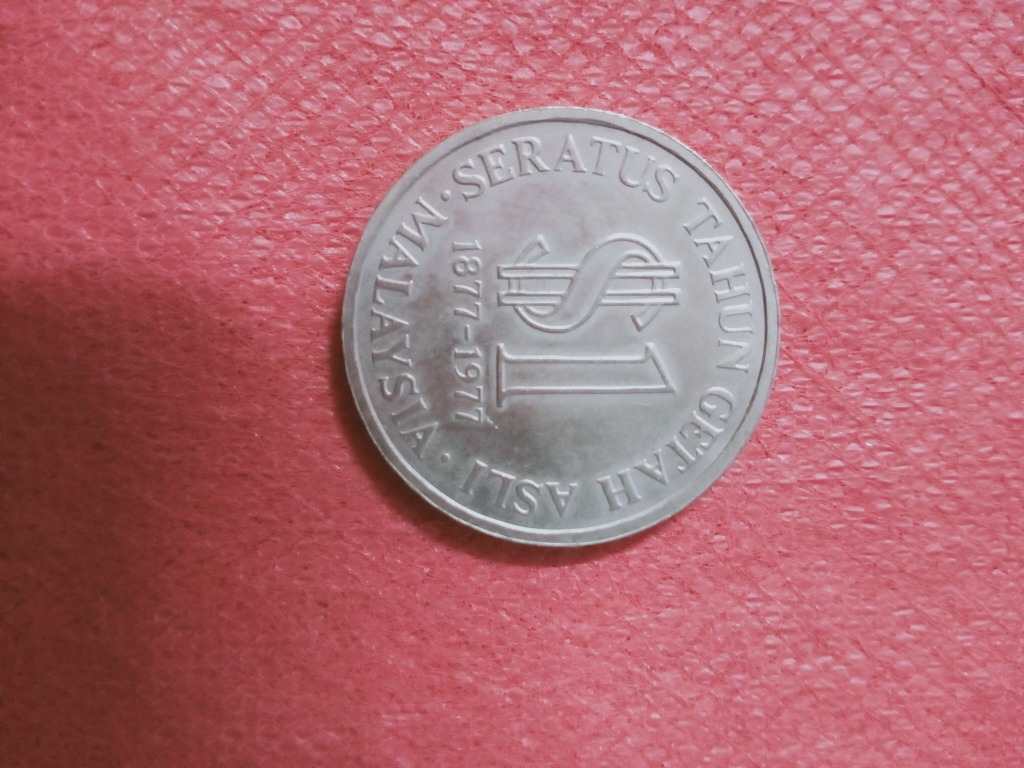 SERATUS TAHUN GETAH ASLI
$1
1877-1977
• MALAYSIA •